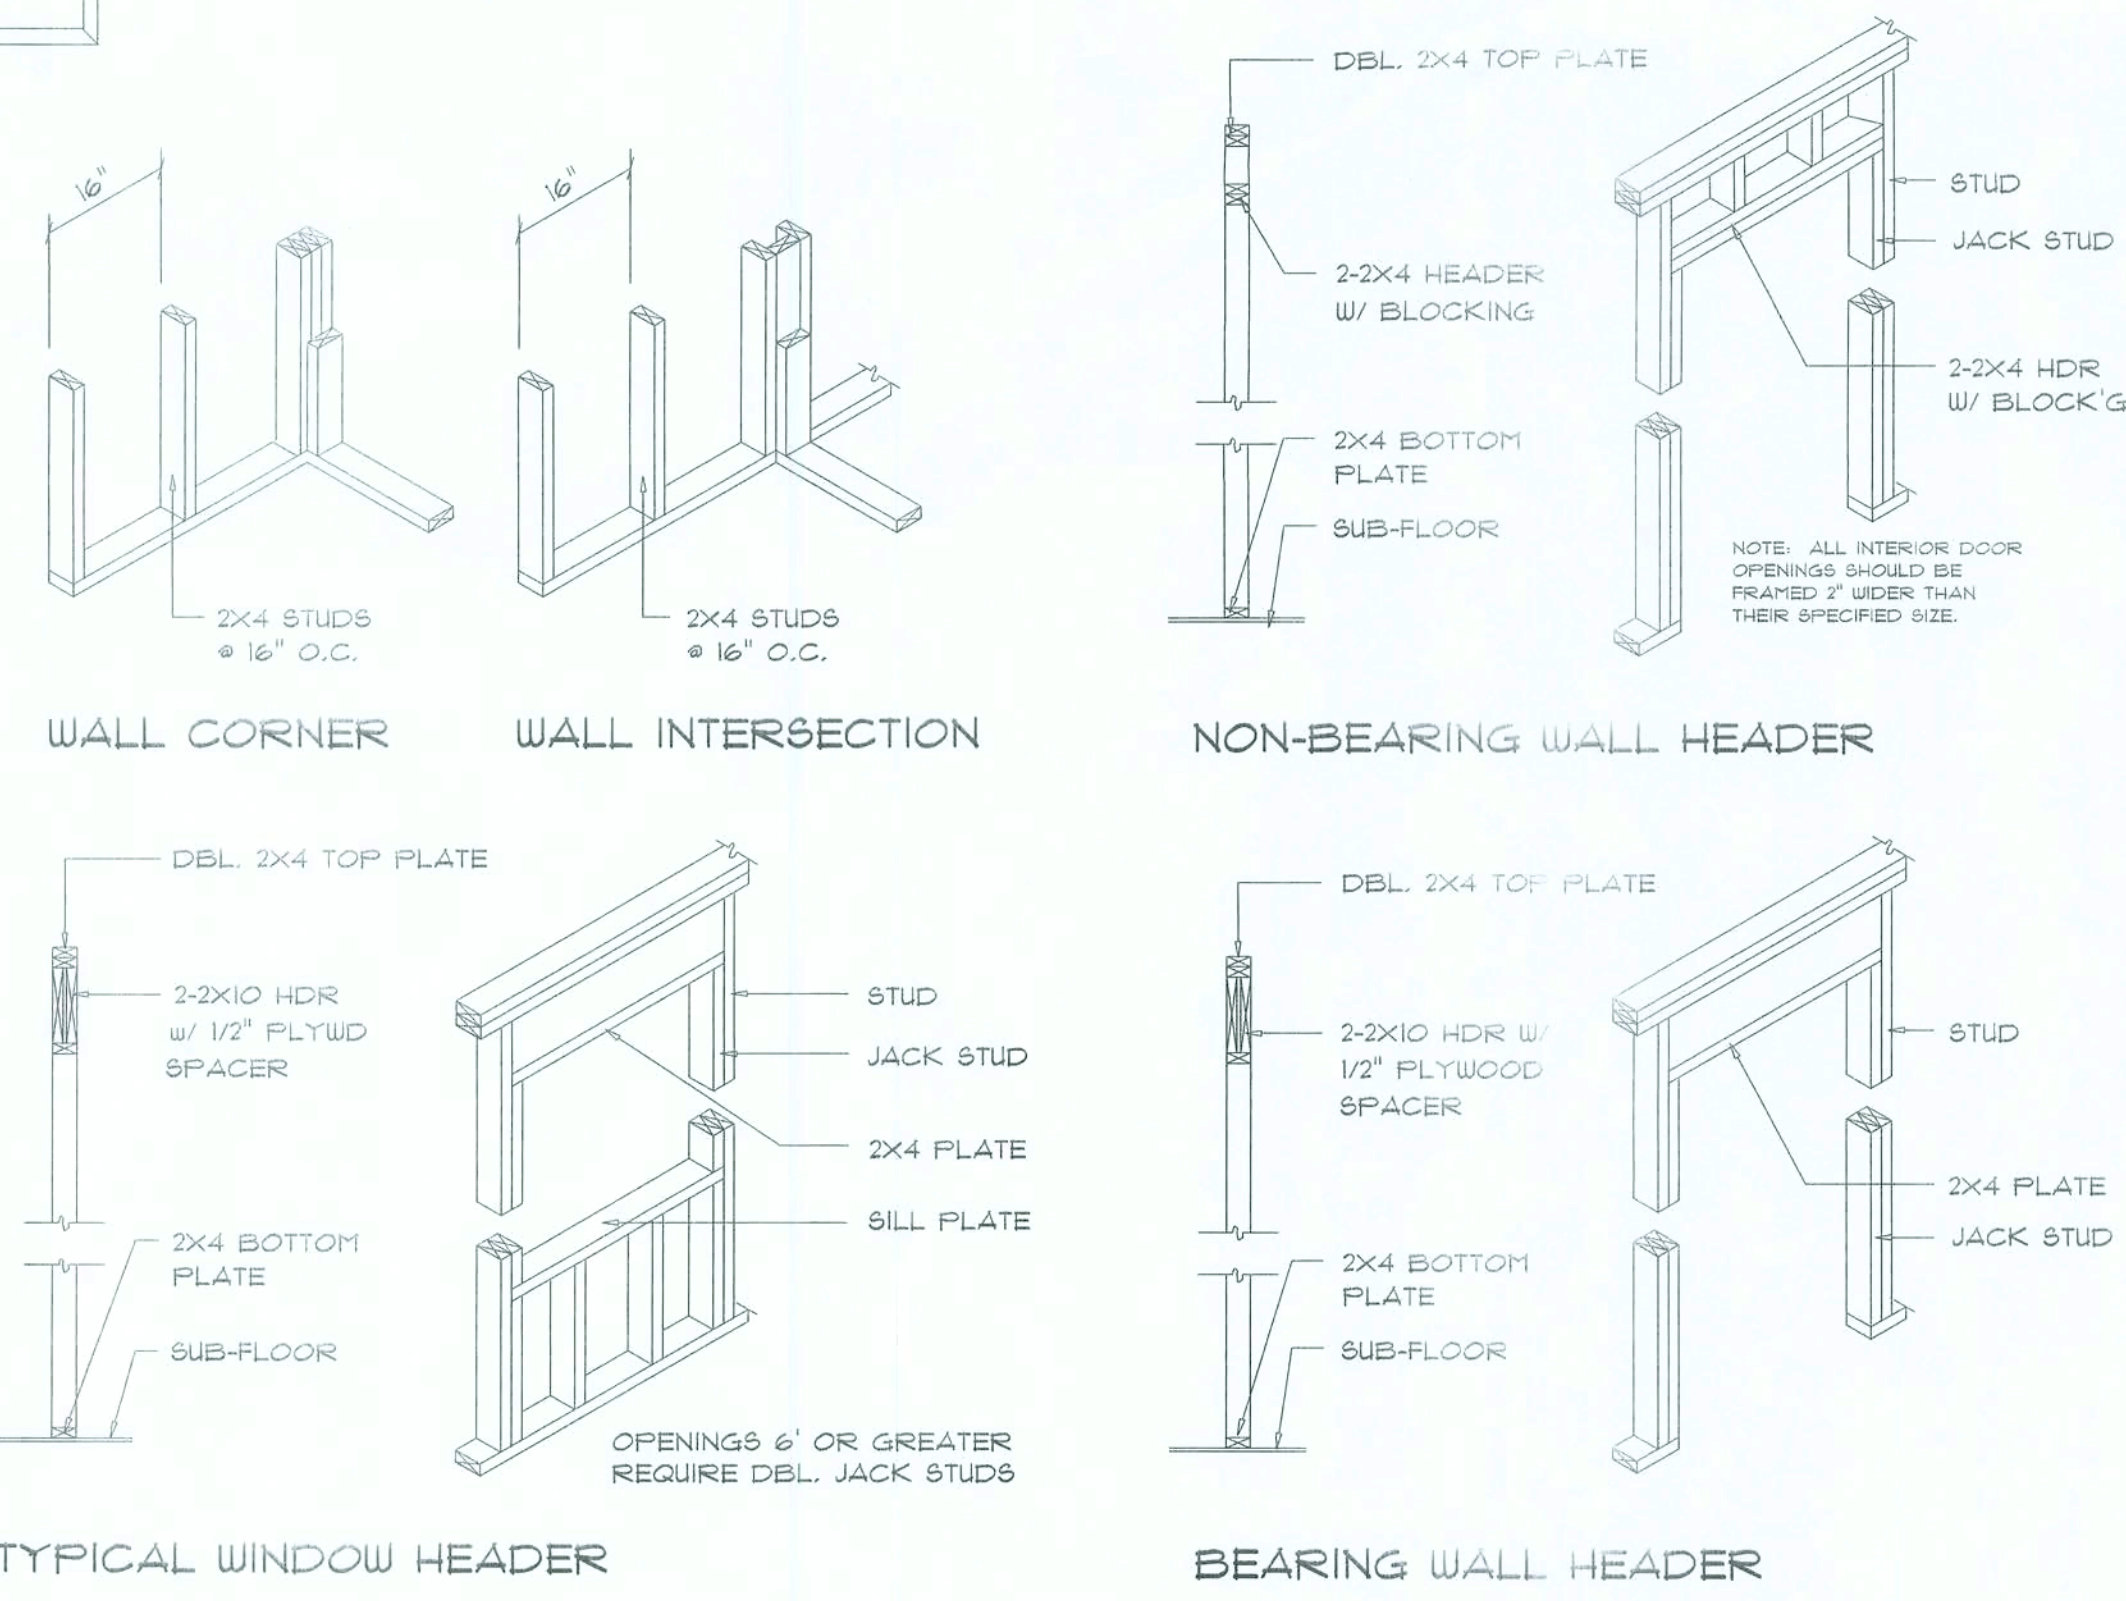 16"
2X4 STUDS
@ 16" O.C.
WALL CORNER
16"
2X4 STUDS
@ 16" O.C.
WALL INTERSECTION
DBL. 2X4 TOP PLATE
2-2X4 HEADER
W/ BLOCKING
2X4 BOTTOM
PLATE
SUB-FLOOR
STUD
JACK STUD
2-2X4 HDR
W/ BLOCK'G
NOTE: ALL INTERIOR DOOR
OPENINGS SHOULD BE
FRAMED 2" WIDER THAN
THEIR SPECIFIED SIZE.
NON-BEARING WALL HEADER
DBL. 2X4 TOP PLATE
2-2X10 HDR
W/ 1/2" PLYWD
SPACER
2X4 BOTTOM
PLATE
SUB-FLOOR
STUD
JACK STUD
2X4 PLATE
SILL PLATE
OPENINGS 6' OR GREATER
REQUIRE DBL. JACK STUDS
TYPICAL WINDOW HEADER
DBL. 2X4 TOP PLATE
2-2X10 HDR W/
1/2" PLYWOOD
SPACER
2X4 BOTTOM
PLATE
SUB-FLOOR
STUD
2X4 PLATE
JACK STUD
BEARING WALL HEADER